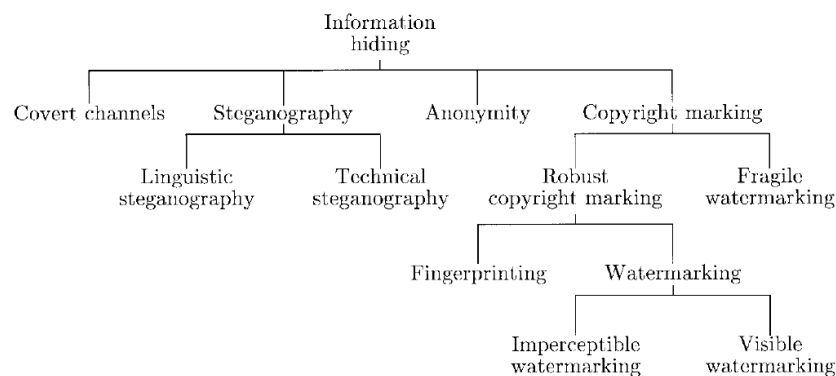 Information
hiding
Covert channels
Steganography
Anonymity
Copyright marking
Linguistic
steganography
Technical
steganography
Robust
copyright marking
Fragile
watermarking
Fingerprinting
Watermarking
Imperceptible
watermarking
Visible
watermarking